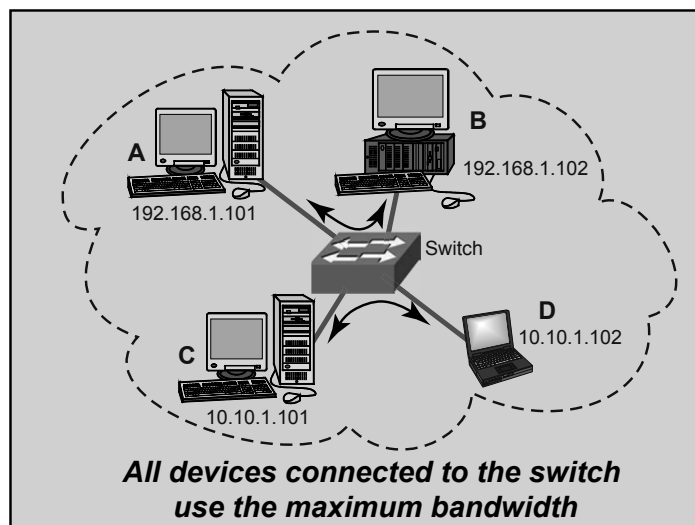 A
192.168.1.101
B
192.168.1.102
Switch
C
10.10.1.101
D
10.10.1.102
All devices connected to the switch
use the maximum bandwidth